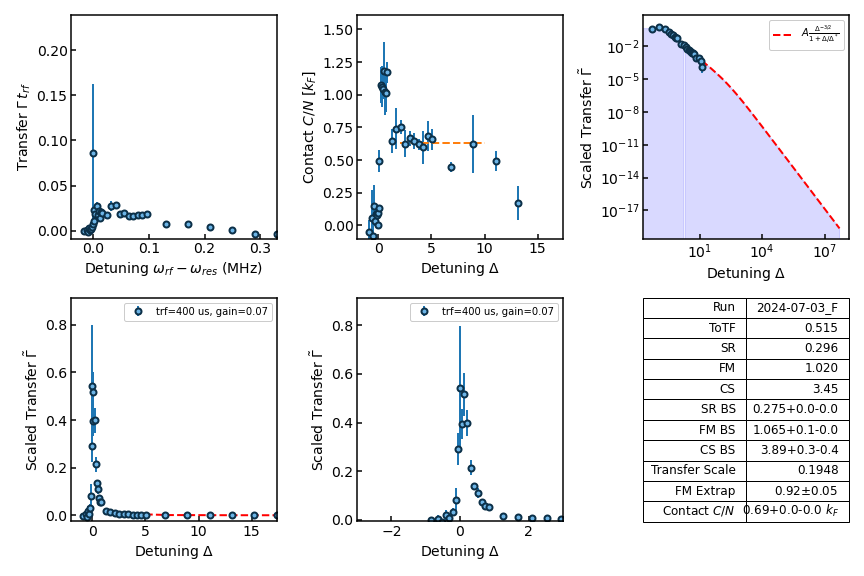 Transfer Γ t_rf
0.20
0.15
0.10
0.05
0.00
0.0
0.1
0.2
0.3
Detuning ω_rf − ω_res (MHz)
Contact C/N [k_F]
1.50
1.25
1.00
0.75
0.50
0.25
0.00
0
5
10
15
Detuning Δ
Scaled Transfer Γ̃
10^−2
10^−5
10^−8
10^−11
10^−14
10^−17
10^1
10^4
10^7
Detuning Δ
A Δ^−3/2 / 1 + Δ/Δ^*
Scaled Transfer Γ̃
0.8
0.6
0.4
0.2
0.0
0
5
10
15
Detuning Δ
trf=400 us, gain=0.07
Scaled Transfer Γ̃
0.8
0.6
0.4
0.2
0.0
−2
0
2
Detuning Δ
trf=400 us, gain=0.07
Run 2024-07-03_F
ToTF 0.515
SR 0.296
FM 1.020
CS 3.45
SR BS 0.275+0.0-0.0
FM BS 1.065+0.1-0.0
CS BS 3.89+0.3-0.4
Transfer Scale 0.1948
FM Extrap 0.92±0.05
Contact C/N 0.69+0.0-0.0 k_F